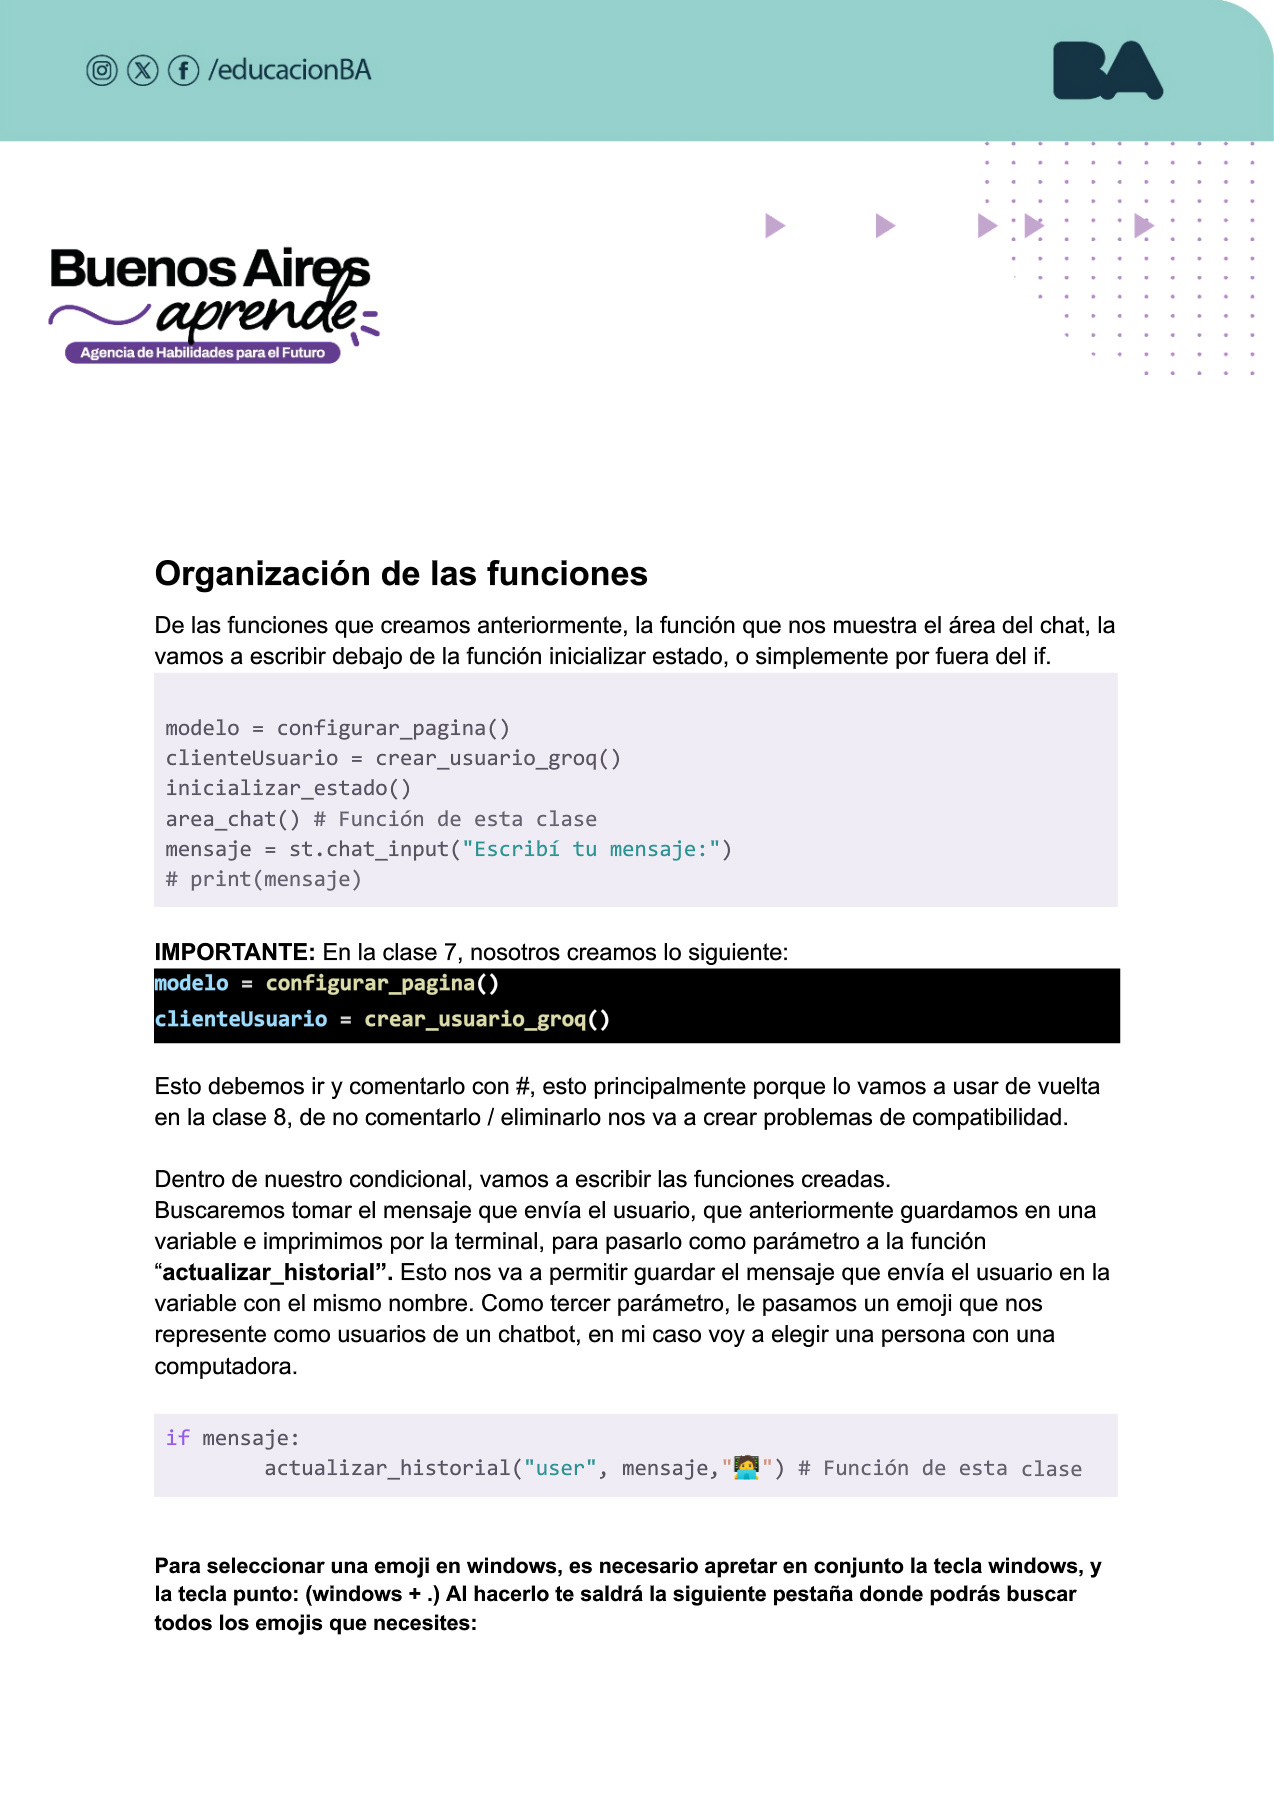 /educacionBA
BA
Buenos Aires
aprende
Agencia de Habilidades para el Futuro
Organización de las funciones
De las funciones que creamos anteriormente, la función que nos muestra el área del chat, la
vamos a escribir debajo de la función inicializar estado, o simplemente por fuera del if.
modelo = configurar_pagina()
clienteUsuario = crear_usuario_groq()
inicializar_estado()
area_chat() # Función de esta clase
mensaje = st.chat_input("Escribí tu mensaje:")
# print(mensaje)
IMPORTANTE: En la clase 7, nosotros creamos lo siguiente:
modelo = configurar_pagina()
clienteUsuario = crear_usuario_groq()
Esto debemos ir y comentarlo con #, esto principalmente porque lo vamos a usar de vuelta
en la clase 8, de no comentarlo / eliminarlo nos va a crear problemas de compatibilidad.
Dentro de nuestro condicional, vamos a escribir las funciones creadas.
Buscaremos tomar el mensaje que envía el usuario, que anteriormente guardamos en una
variable e imprimimos por la terminal, para pasarlo como parámetro a la función
“actualizar_historial”. Esto nos va a permitir guardar el mensaje que envía el usuario en la
variable con el mismo nombre. Como tercer parámetro, le pasamos un emoji que nos
represente como usuarios de un chatbot, en mi caso voy a elegir una persona con una
computadora.
if mensaje:
actualizar_historial("user", mensaje,"🧑‍💻") # Función de esta clase
Para seleccionar una emoji en windows, es necesario apretar en conjunto la tecla windows, y
la tecla punto: (windows + .) Al hacerlo te saldrá la siguiente pestaña donde podrás buscar
todos los emojis que necesites: